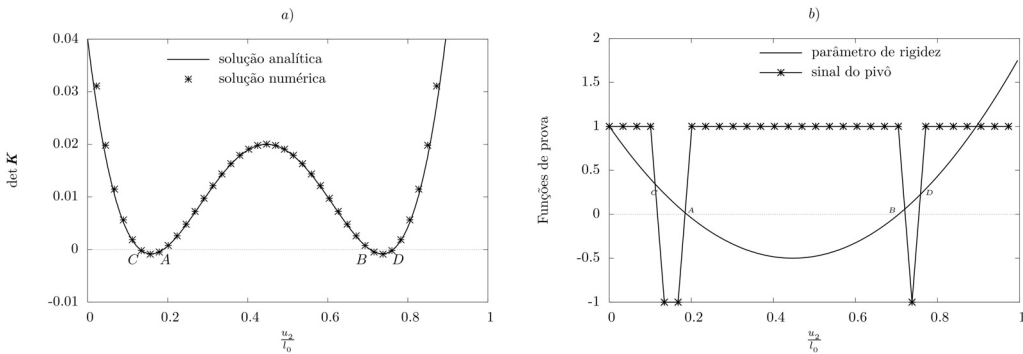 a)
0.04
0.03
0.02
0.01
0
-0.01
det K
solução analítica
solução numérica
C
A
B
D
0 0.2 0.4 0.6 0.8 1
u₂/l₀
b)
2
1.5
1
0.5
0
-0.5
-1
Funções de prova
parâmetro de rigidez
sinal do pivô
C
A
B
D
0 0.2 0.4 0.6 0.8 1
u₂/l₀